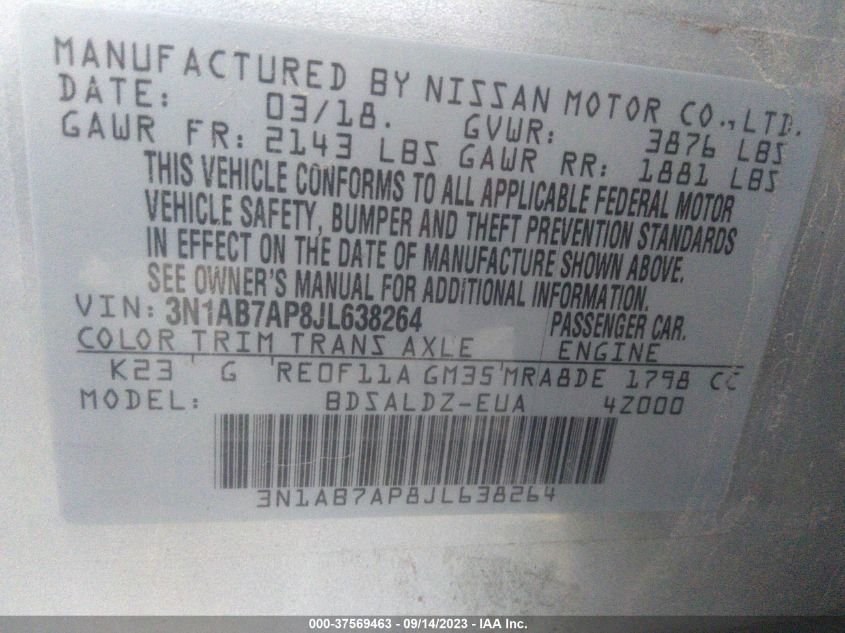 MANUFACTURED BY NISSAN MOTOR CO., LTD.
DATE: 03/18. GVWR: 3876 LBS
GAWR FR: 2143 LBS GAWR RR: 1881 LBS
THIS VEHICLE CONFORMS TO ALL APPLICABLE FEDERAL MOTOR
VEHICLE SAFETY, BUMPER AND THEFT PREVENTION STANDARDS
IN EFFECT ON THE DATE OF MANUFACTURE SHOWN ABOVE.
SEE OWNER'S MANUAL FOR ADDITIONAL INFORMATION.
VIN: 3N1AB7AP8JL638264 PASSENGER CAR.
COLOR TRIM TRANS AXLE ENGINE
K23 G RE0F11A GM35 MRA8DE 1798 CC
MODEL: BDSALDZ-EUA 42000
3N1AB7AP8JL638264
000-37569463 - 09/14/2023 - IAA Inc.